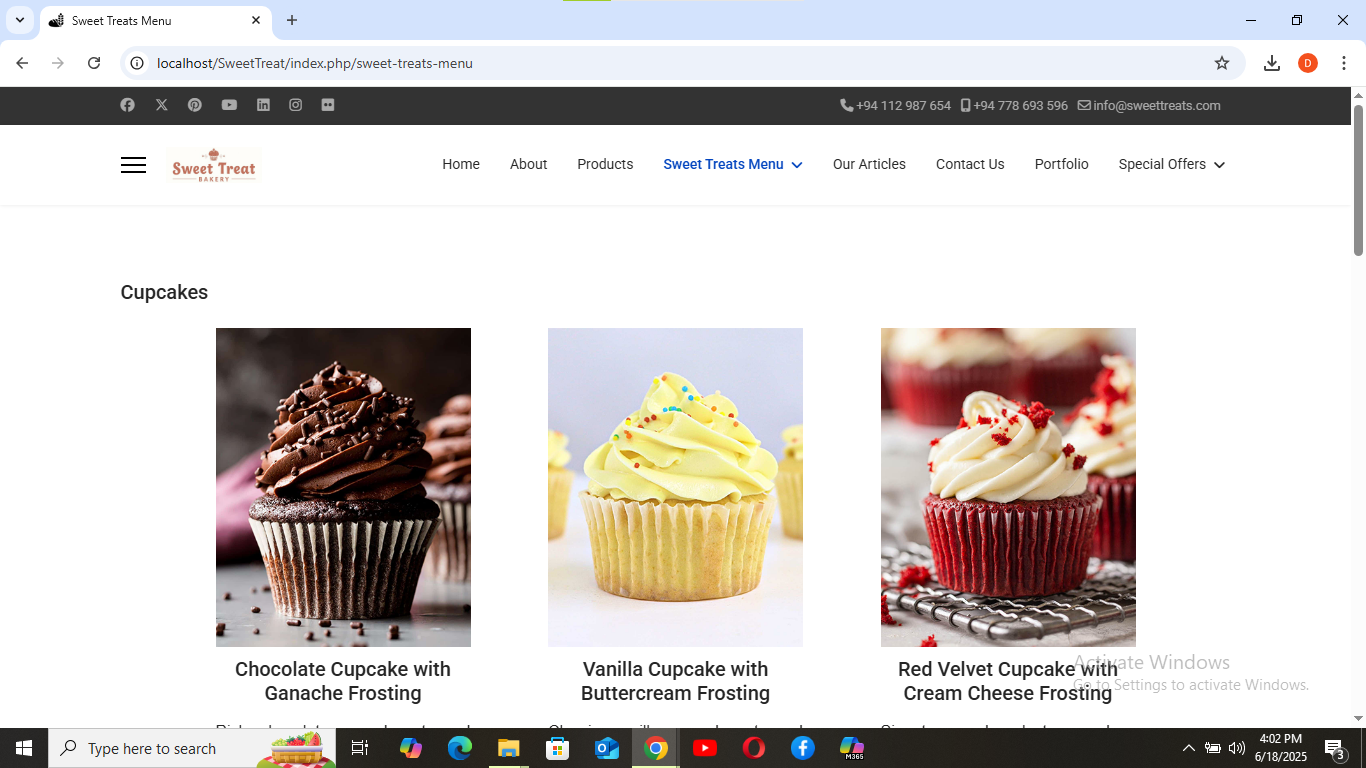 Sweet Treats Menu
localhost/SweetTreat/index.php/sweet-treats-menu
D
+94 112 987 654 +94 778 693 596 info@sweettreats.com
Sweet Treat
BAKERY
Home About Products Sweet Treats Menu Our Articles Contact Us Portfolio Special Offers
Cupcakes
Chocolate Cupcake with
Ganache Frosting
Vanilla Cupcake with
Buttercream Frosting
Red Velvet Cupcake with
Cream Cheese Frosting
Activate Windows
Go to Settings to activate Windows.
Type here to search
M365
4:02 PM
6/18/2025
3